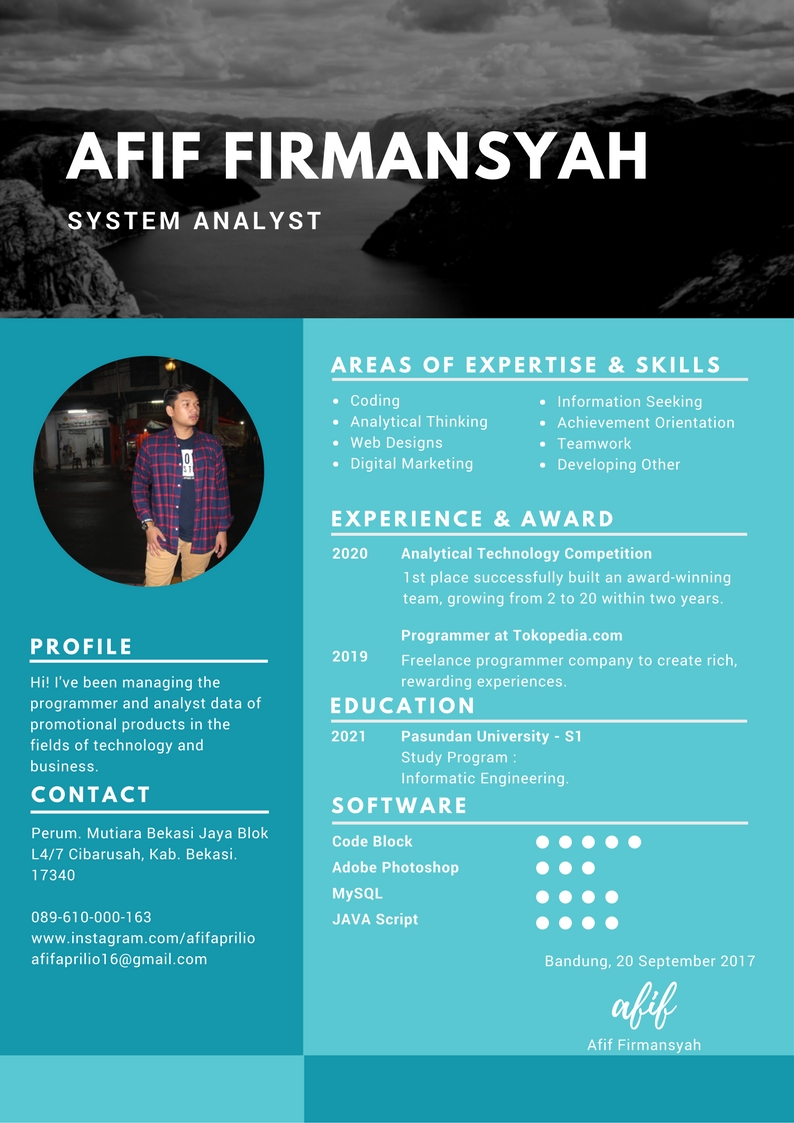 AFIF FIRMANSYAH
SYSTEM ANALYST
PROFILE
Hi! I've been managing the
programmer and analyst data of
promotional products in the
fields of technology and
business.
CONTACT
Perum. Mutiara Bekasi Jaya Blok
L4/7 Cibarusah, Kab. Bekasi.
17340
089-610-000-163
www.instagram.com/afifaprilio
afifaprilio16@gmail.com
AREAS OF EXPERTISE & SKILLS
Coding
Analytical Thinking
Web Designs
Digital Marketing
Information Seeking
Achievement Orientation
Teamwork
Developing Other
EXPERIENCE & AWARD
2020 Analytical Technology Competition
1st place successfully built an award-winning
team, growing from 2 to 20 within two years.
Programmer at Tokopedia.com
2019
Freelance programmer company to create rich,
rewarding experiences.
EDUCATION
2021 Pasundan University - S1
Study Program :
Informatic Engineering.
SOFTWARE
Code Block
Adobe Photoshop
MySQL
JAVA Script
Bandung, 20 September 2017
afif
Afif Firmansyah